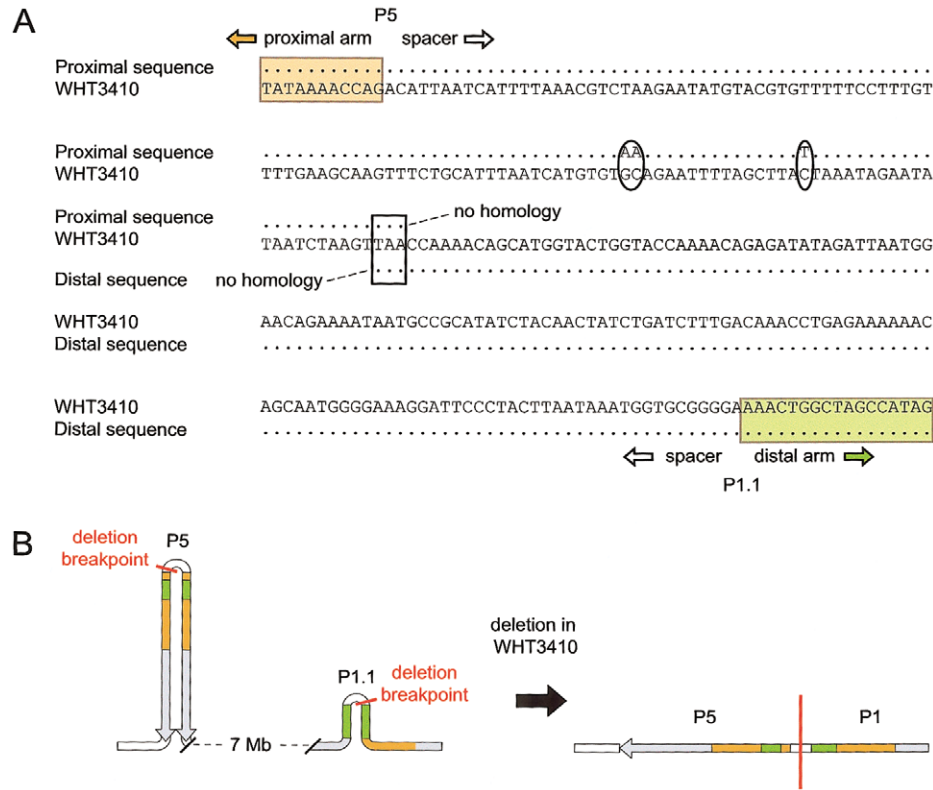 A
P5
proximal arm spacer
Proximal sequence ............................................................
WHT3410 TATAAAACCAGACATTAATCATTTTAAACGTCTAAGAATATGTACGTGTTTTTCCTTTGT
Proximal sequence ................................AA..............T...........
WHT3410 TTTGAAGCAAGTTTCTGCATTTAATCATGTGTGCAGAATTTTAGCTTACTAAATAGAATA
Proximal sequence ............. no homology
WHT3410 TAATCTAAGTTAACCAAAACAGCATGGTACTGGTACCAAAACAGAGATATAGATTAATGG
Distal sequence no homology ..................................................
WHT3410 AACAGAAAATAATGCCGCATATCTACAACTATCTGATCTTTGACAAACCTGAGAAAAAAC
Distal sequence ............................................................
WHT3410 AGCAATGGGGAAAGGATTCCCTACTTAATAAATGGTGCGGGGAAAACTGGCTAGCCATAG
Distal sequence ............................................................
spacer distal arm
P1.1
B
deletion breakpoint
P5
P1.1
deletion breakpoint
7 Mb
deletion in WHT3410
P5
P1